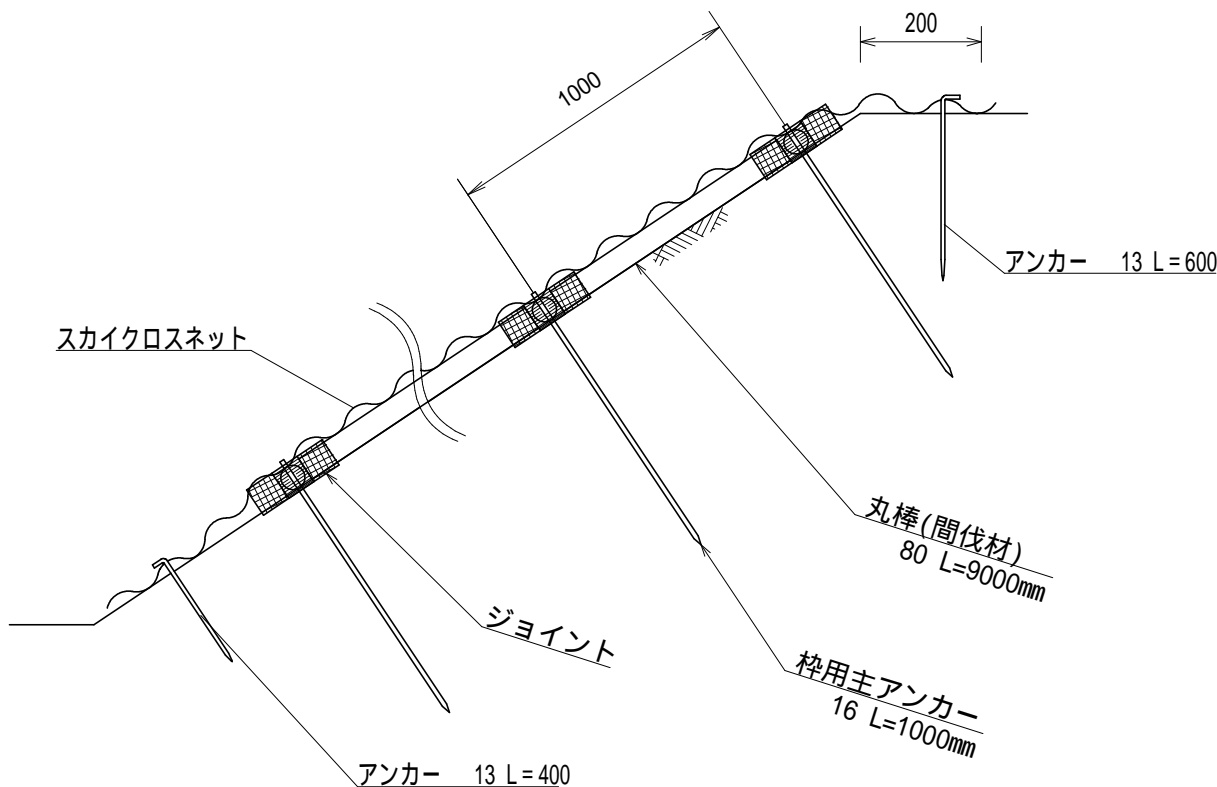 200
1000
アンカー 13 L=600
スカイクロスネット
丸棒(間伐材)
80 L=9000mm
ジョイント
枠用主アンカー
16 L=1000mm
アンカー 13 L=400